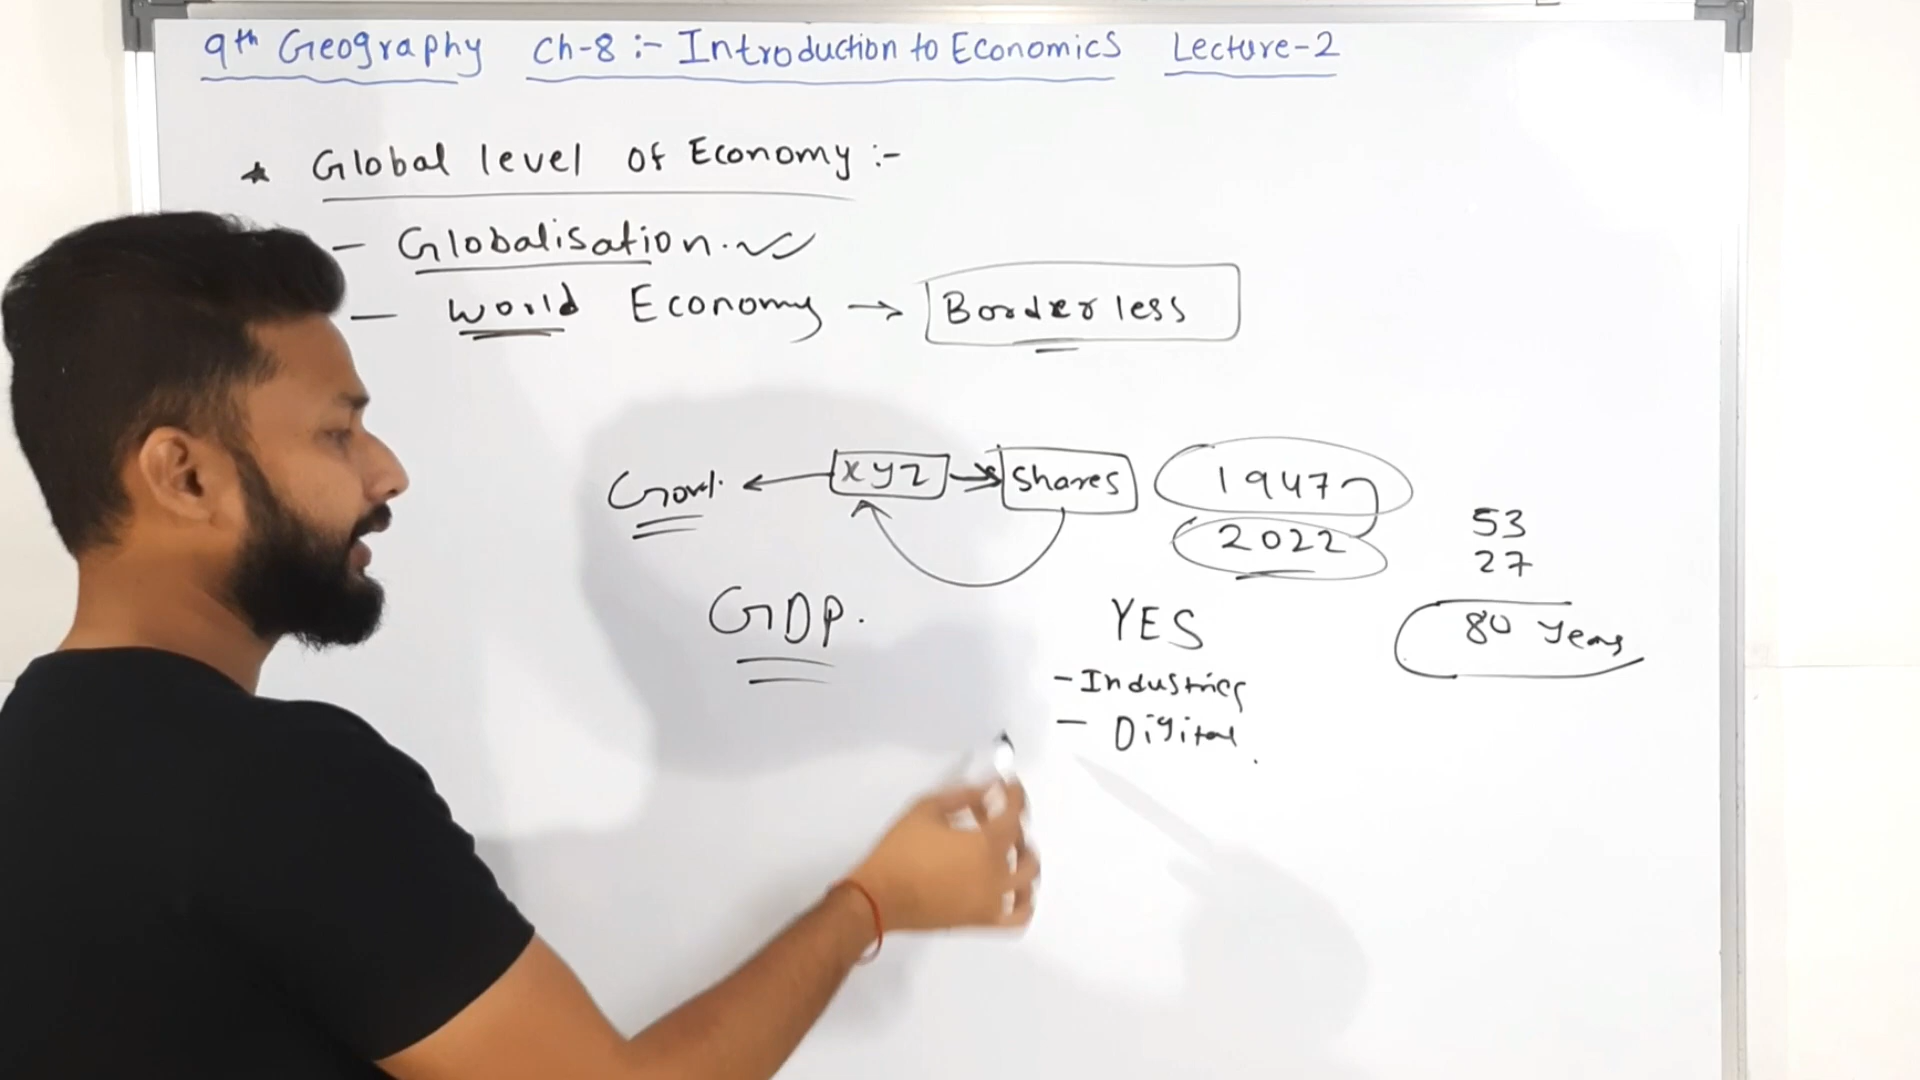 9th Geography Ch-8 :- Introduction to Economics Lecture-2
★ Global level of Economy :-
- Globalisation.
- World Economy → Borderless
Govt. ← xyz → Shares
1947
2022
53
27
80 years
GDP.
YES
- Industries
- Digital